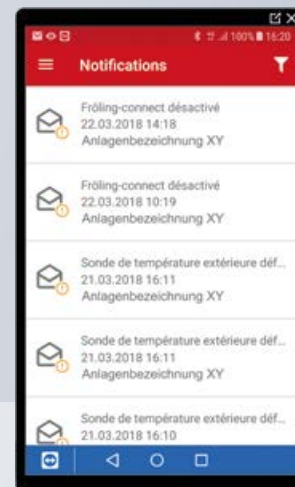 100% 16:20
Notifications
Fröling-connect désactivé
22.03.2018 14:18
Anlagenbezeichnung XY
Fröling-connect désactivé
22.03.2018 10:19
Anlagenbezeichnung XY
Sonde de température extérieure déf...
21.03.2018 16:11
Anlagenbezeichnung XY
Sonde de température extérieure déf...
21.03.2018 16:11
Anlagenbezeichnung XY
Sonde de température extérieure déf...
21.03.2018 16:10